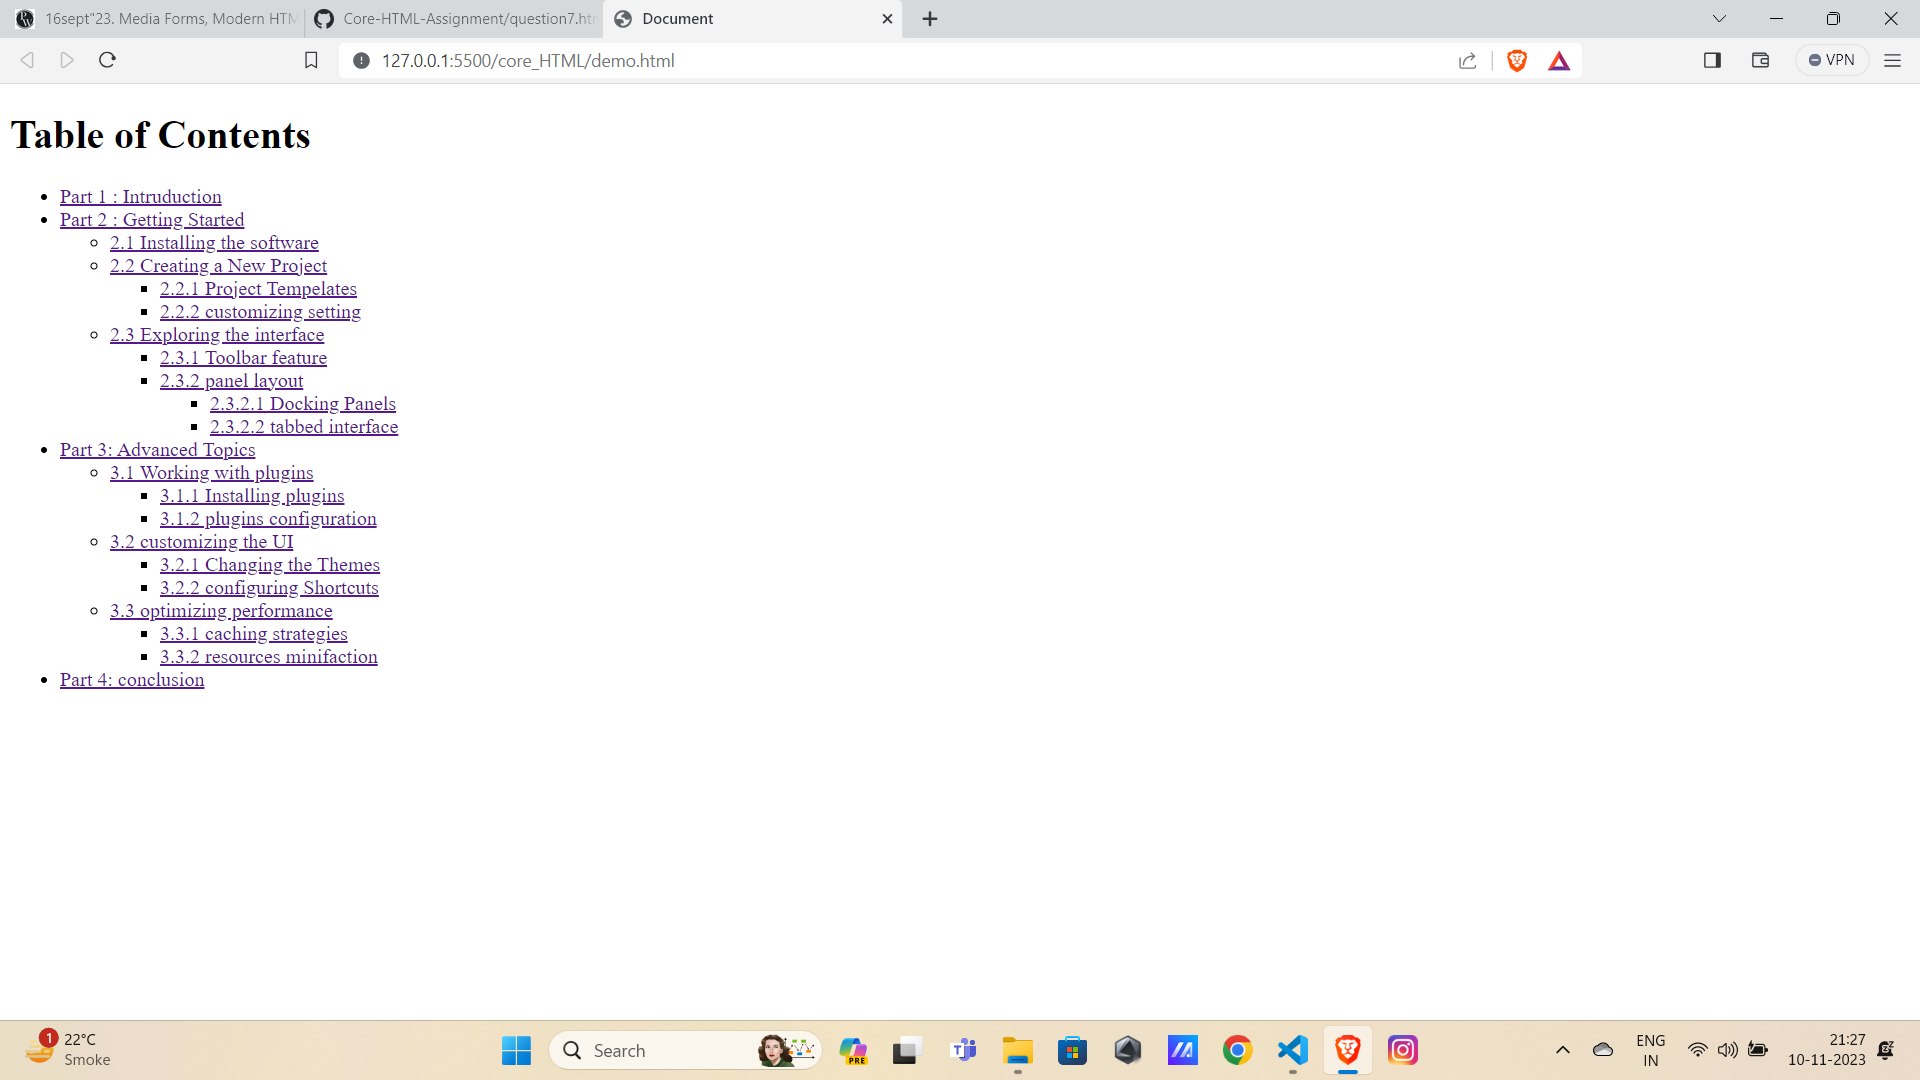 16sept"23. Media Forms, Modern HTM
Core-HTML-Assignment/question7.htm
Document
127.0.0.1:5500/core_HTML/demo.html
VPN
Table of Contents
Part 1 : Intruduction
Part 2 : Getting Started
2.1 Installing the software
2.2 Creating a New Project
2.2.1 Project Tempelates
2.2.2 customizing setting
2.3 Exploring the interface
2.3.1 Toolbar feature
2.3.2 panel layout
2.3.2.1 Docking Panels
2.3.2.2 tabbed interface
Part 3: Advanced Topics
3.1 Working with plugins
3.1.1 Installing plugins
3.1.2 plugins configuration
3.2 customizing the UI
3.2.1 Changing the Themes
3.2.2 configuring Shortcuts
3.3 optimizing performance
3.3.1 caching strategies
3.3.2 resources minifaction
Part 4: conclusion
1
22°C
Smoke
Search
PRE
ENG
IN
21:27
10-11-2023